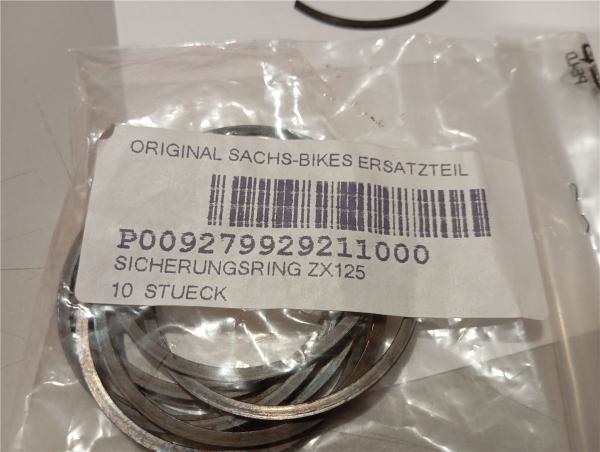 ORIGINAL SACHS-BIKES ERSATZTEIL
P009279929211000
SICHERUNGSRING ZX125
10 STUECK